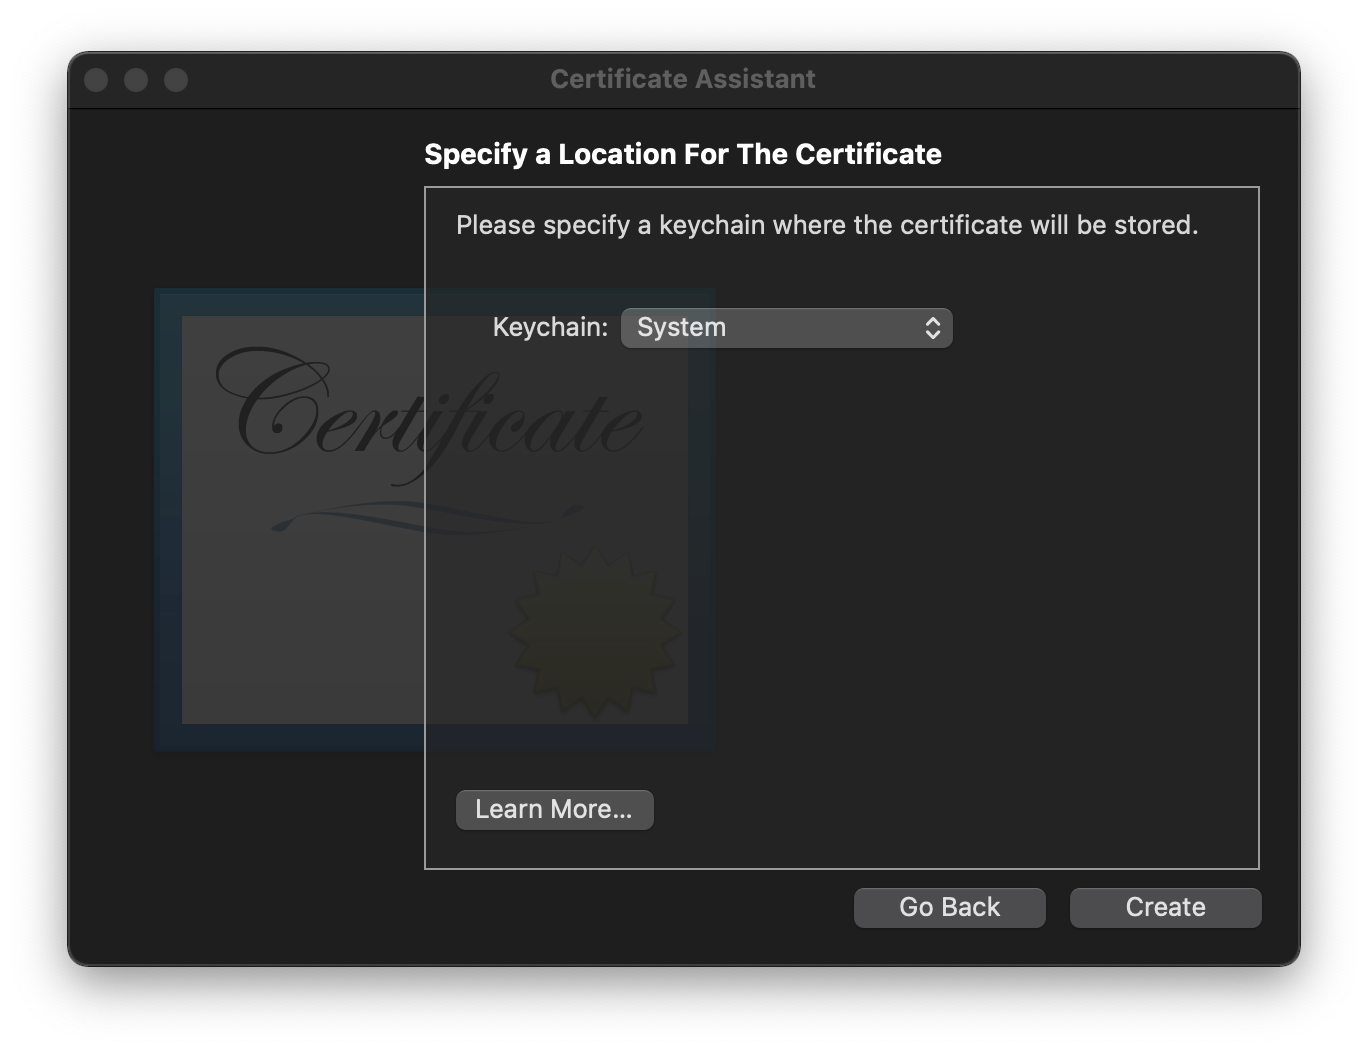 Certificate Assistant
Specify a Location For The Certificate
Please specify a keychain where the certificate will be stored.
Keychain: System
Certificate
Learn More...
Go Back Create